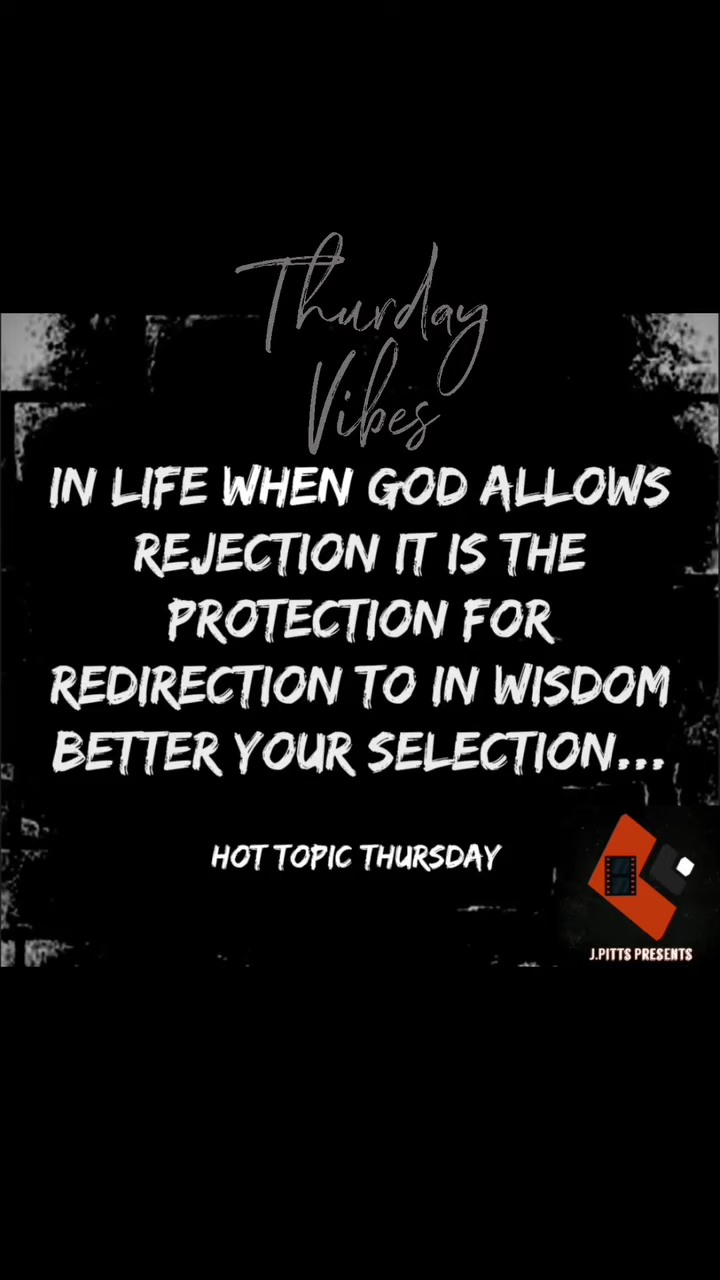 Thurday
Vibes
IN LIFE WHEN GOD ALLOWS
REJECTION IT IS THE
PROTECTION FOR
REDIRECTION TO IN WISDOM
BETTER YOUR SELECTION...
HOT TOPIC THURSDAY
J.PITTS PRESENTS